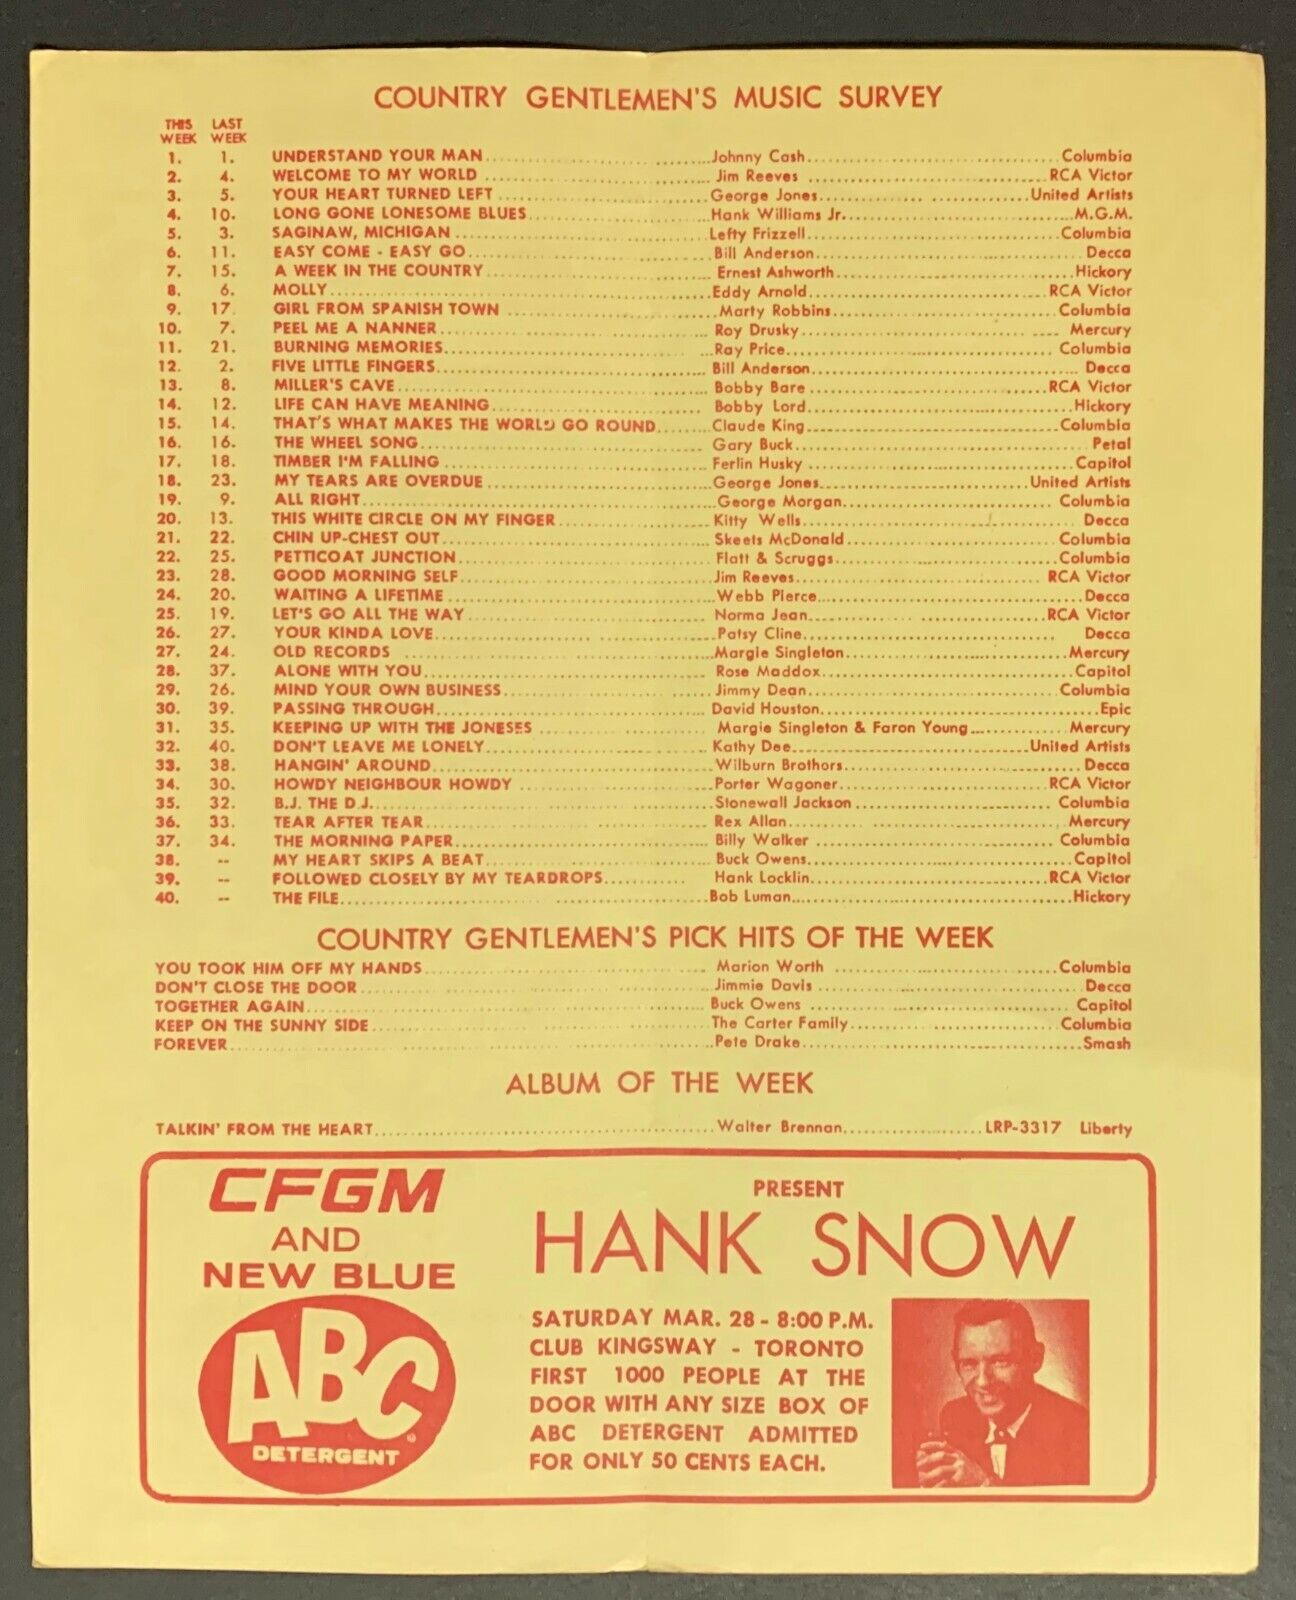 COUNTRY GENTLEMEN'S MUSIC SURVEY
THIS WEEK LAST WEEK
1. 1. UNDERSTAND YOUR MAN Johnny Cash Columbia
2. 4. WELCOME TO MY WORLD Jim Reeves RCA Victor
3. 5. YOUR HEART TURNED LEFT George Jones United Artists
4. 10. LONG GONE LONESOME BLUES Hank Williams Jr. M.G.M.
5. 3. SAGINAW, MICHIGAN Lefty Frizzell Columbia
6. 11. EASY COME - EASY GO Bill Anderson Decca
7. 15. A WEEK IN THE COUNTRY Ernest Ashworth Hickory
8. 6. MOLLY Eddy Arnold RCA Victor
9. 17. GIRL FROM SPANISH TOWN Marty Robbins Columbia
10. 7. PEEL ME A NANNER Roy Drusky Mercury
11. 21. BURNING MEMORIES Ray Price Columbia
12. 2. FIVE LITTLE FINGERS Bill Anderson Decca
13. 8. MILLER'S CAVE Bobby Bare RCA Victor
14. 12. LIFE CAN HAVE MEANING Bobby Lord Hickory
15. 14. THAT'S WHAT MAKES THE WORLD GO ROUND Claude King Columbia
16. 16. THE WHEEL SONG Gary Buck Petal
17. 18. TIMBER I'M FALLING Ferlin Husky Capitol
18. 23. MY TEARS ARE OVERDUE George Jones United Artists
19. 9. ALL RIGHT George Morgan Columbia
20. 13. THIS WHITE CIRCLE ON MY FINGER Kitty Wells Decca
21. 22. CHIN UP-CHEST OUT Skeets McDonald Columbia
22. 25. PETTICOAT JUNCTION Flatt & Scruggs Columbia
23. 28. GOOD MORNING SELF Jim Reeves RCA Victor
24. 20. WAITING A LIFETIME Webb Pierce Decca
25. 19. LET'S GO ALL THE WAY Norma Jean RCA Victor
26. 27. YOUR KINDA LOVE Patsy Cline Decca
27. 24. OLD RECORDS Margie Singleton Mercury
28. 37. ALONE WITH YOU Rose Maddox Capitol
29. 26. MIND YOUR OWN BUSINESS Jimmy Dean Columbia
30. 39. PASSING THROUGH David Houston Epic
31. 35. KEEPING UP WITH THE JONESES Margie Singleton & Faron Young Mercury
32. 40. DON'T LEAVE ME LONELY Kathy Dee United Artists
33. 38. HANGIN' AROUND Wilburn Brothors Decca
34. 30. HOWDY NEIGHBOUR HOWDY Porter Wagoner RCA Victor
35. 32. B.J. THE D.J. Stonewall Jackson Columbia
36. 33. TEAR AFTER TEAR Rex Allan Mercury
37. 34. THE MORNING PAPER Billy Walker Columbia
38. -- MY HEART SKIPS A BEAT Buck Owens Capitol
39. -- FOLLOWED CLOSELY BY MY TEARDROPS Hank Locklin RCA Victor
40. -- THE FILE Bob Luman Hickory
COUNTRY GENTLEMEN'S PICK HITS OF THE WEEK
YOU TOOK HIM OFF MY HANDS Marion Worth Columbia
DON'T CLOSE THE DOOR Jimmie Davis Decca
TOGETHER AGAIN Buck Owens Capitol
KEEP ON THE SUNNY SIDE The Carter Family Columbia
FOREVER Pete Drake Smash
ALBUM OF THE WEEK
TALKIN' FROM THE HEART Walter Brennan LRP-3317 Liberty
CFGM
AND
NEW BLUE
ABC
DETERGENT
PRESENT
HANK SNOW
SATURDAY MAR. 28 - 8:00 P.M.
CLUB KINGSWAY - TORONTO
FIRST 1000 PEOPLE AT THE
DOOR WITH ANY SIZE BOX OF
ABC DETERGENT ADMITTED
FOR ONLY 50 CENTS EACH.